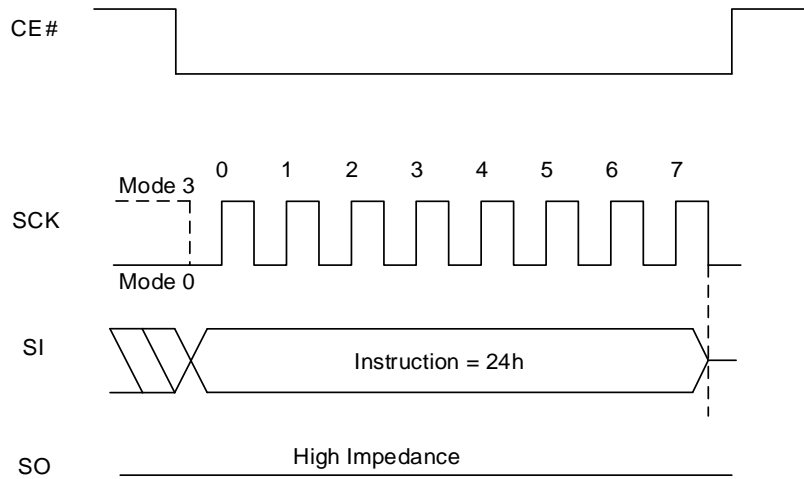 CE#
0 1 2 3 4 5 6 7
Mode 3
SCK
Mode 0
SI
Instruction = 24h
High Impedance
SO